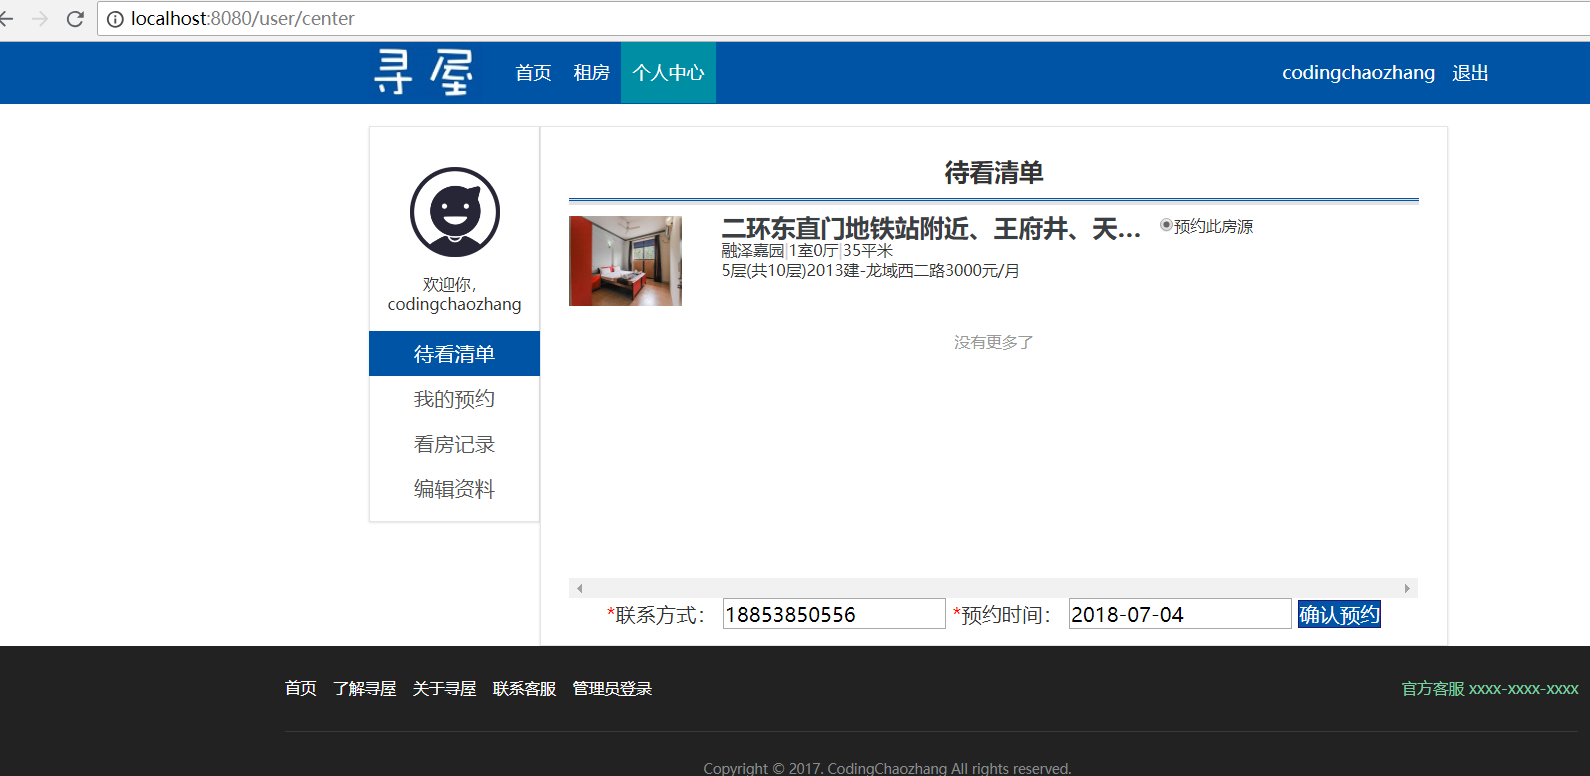 localhost:8080/user/center
寻屋 首页 租房 个人中心 codingchaozhang 退出
欢迎你，
codingchaozhang
待看清单
我的预约
看房记录
编辑资料
待看清单
二环东直门地铁站附近、王府井、天... 预约此房源
融泽嘉园|1室0厅|35平米
5层(共10层)2013建-龙域西二路3000元/月
没有更多了
*联系方式： 18853850556 *预约时间： 2018-07-04 确认预约
首页 了解寻屋 关于寻屋 联系客服 管理员登录 官方客服 xxxx-xxxx-xxxx
Copyright © 2017. CodingChaozhang All rights reserved.